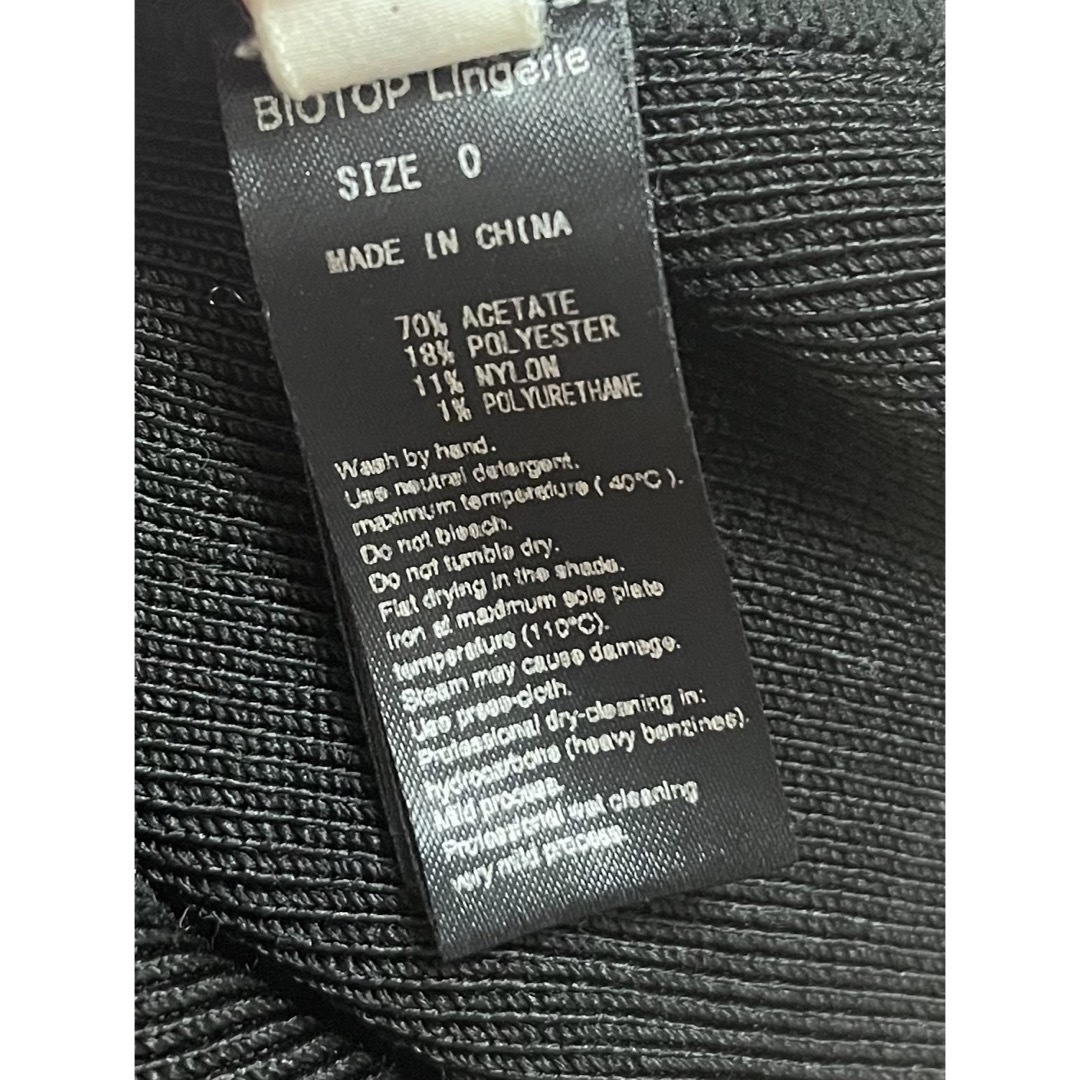 BIOTOP Lingerie
SIZE 0
MADE IN CHINA
70% ACETATE
18% POLYESTER
11% NYLON
1% POLYURETHANE
Wash by hand.
Use neutral detergent.
maximum temperature ( 40°C ).
Do not bleach.
Do not tumble dry.
Flat drying in the shade.
Iron at maximum sole plate
temperature (110°C).
Steam may cause damage.
Use press-cloth.
Professional dry-cleaning in:
hydrocarbons (heavy benzines).
Mild process.
Professional wet cleaning
very mild process.